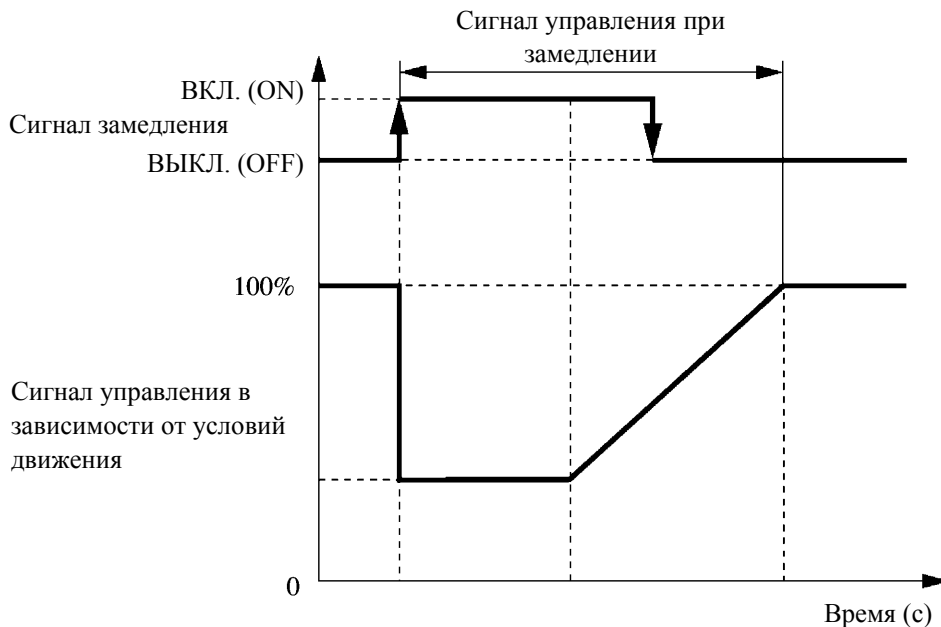 Сигнал управления при
замедлении
ВКЛ. (ON)
Сигнал замедления
ВЫКЛ. (OFF)
100%
Сигнал управления в
зависимости от условий
движения
0
Время (с)